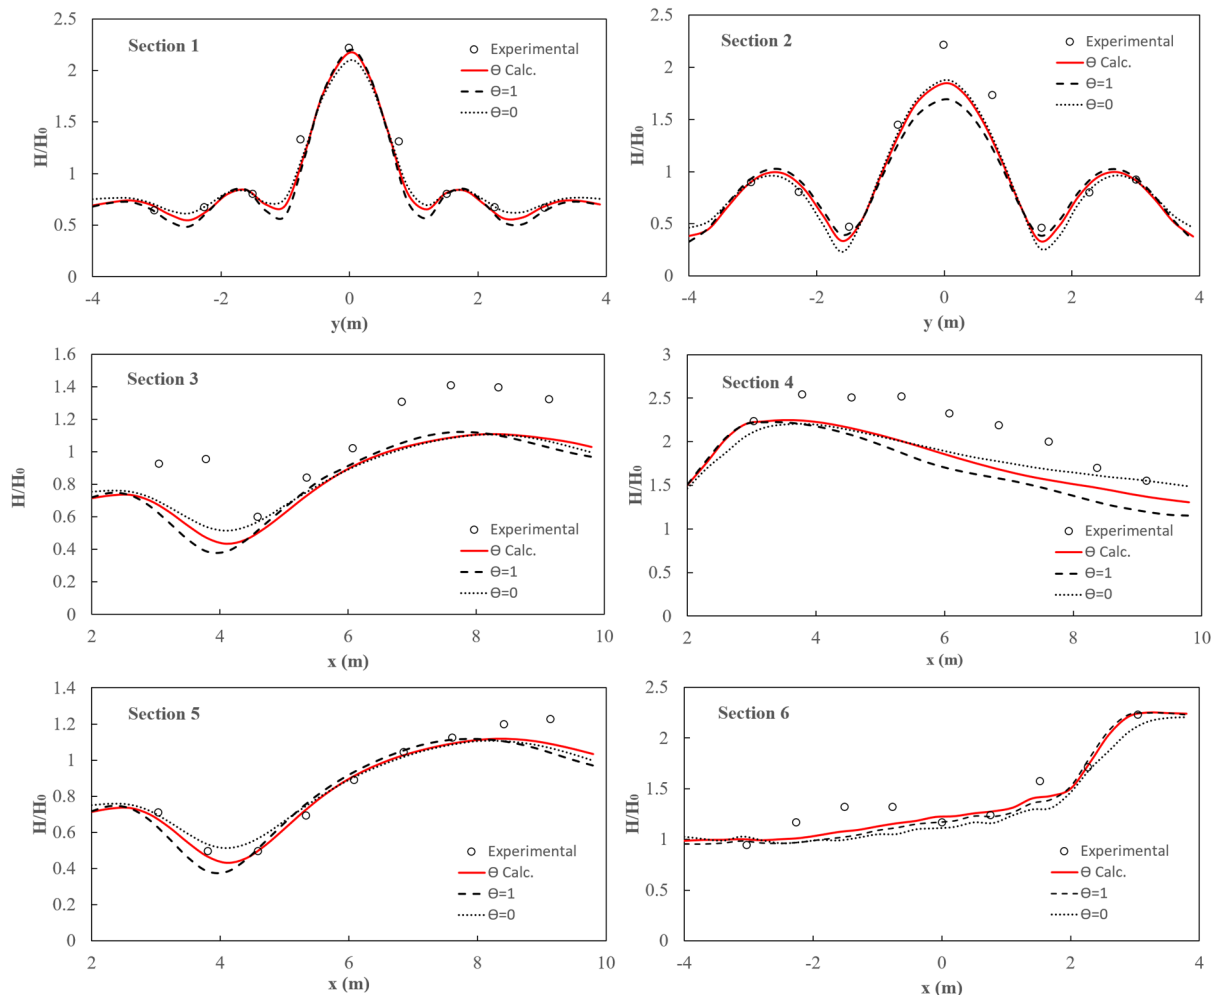 Section 1
Experimental
Ө Calc.
Ө=1
Ө=0
H/H₀
2.5
2
1.5
1
0.5
0
-4
-2
0
2
4
y(m)
Section 2
Experimental
Ө Calc.
Ө=1
Ө=0
H/H₀
2.5
2
1.5
1
0.5
0
-4
-2
0
2
4
y (m)
Section 3
Experimental
Ө Calc.
Ө=1
Ө=0
H/H₀
1.6
1.4
1.2
1
0.8
0.6
0.4
0.2
0
2
4
6
8
10
x (m)
Section 4
Experimental
Ө Calc.
Ө=1
Ө=0
H/H₀
3
2.5
2
1.5
1
0.5
0
2
4
6
8
10
x (m)
Section 5
Experimental
Ө Calc.
Ө=1
Ө=0
H/H₀
1.4
1.2
1.0
0.8
0.6
0.4
0.2
0
2
4
6
8
10
x (m)
Section 6
Experimental
Ө Calc.
Ө=1
Ө=0
H/H₀
2.5
2
1.5
1
0.5
0
-4
-2
0
2
4
x (m)